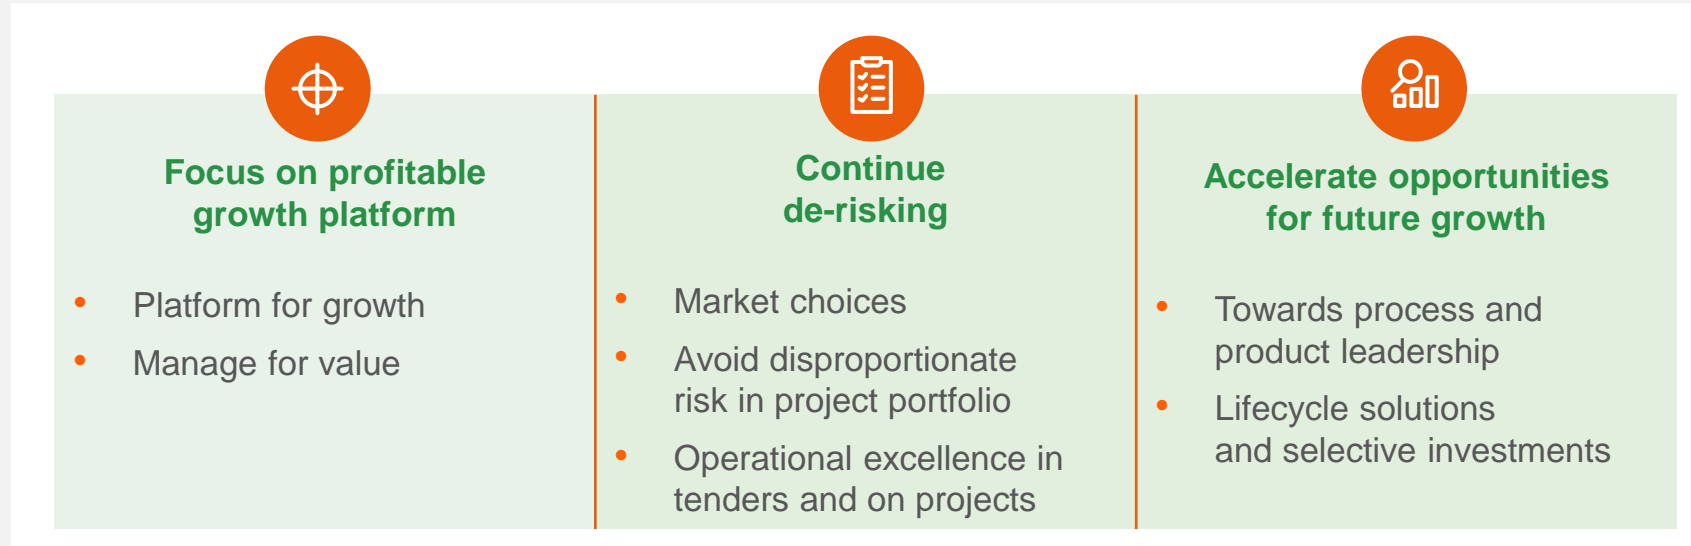 Focus on profitable
growth platform
• Platform for growth
• Manage for value
Continue
de-risking
• Market choices
• Avoid disproportionate
risk in project portfolio
• Operational excellence in
tenders and on projects
Accelerate opportunities
for future growth
• Towards process and
product leadership
• Lifecycle solutions
and selective investments